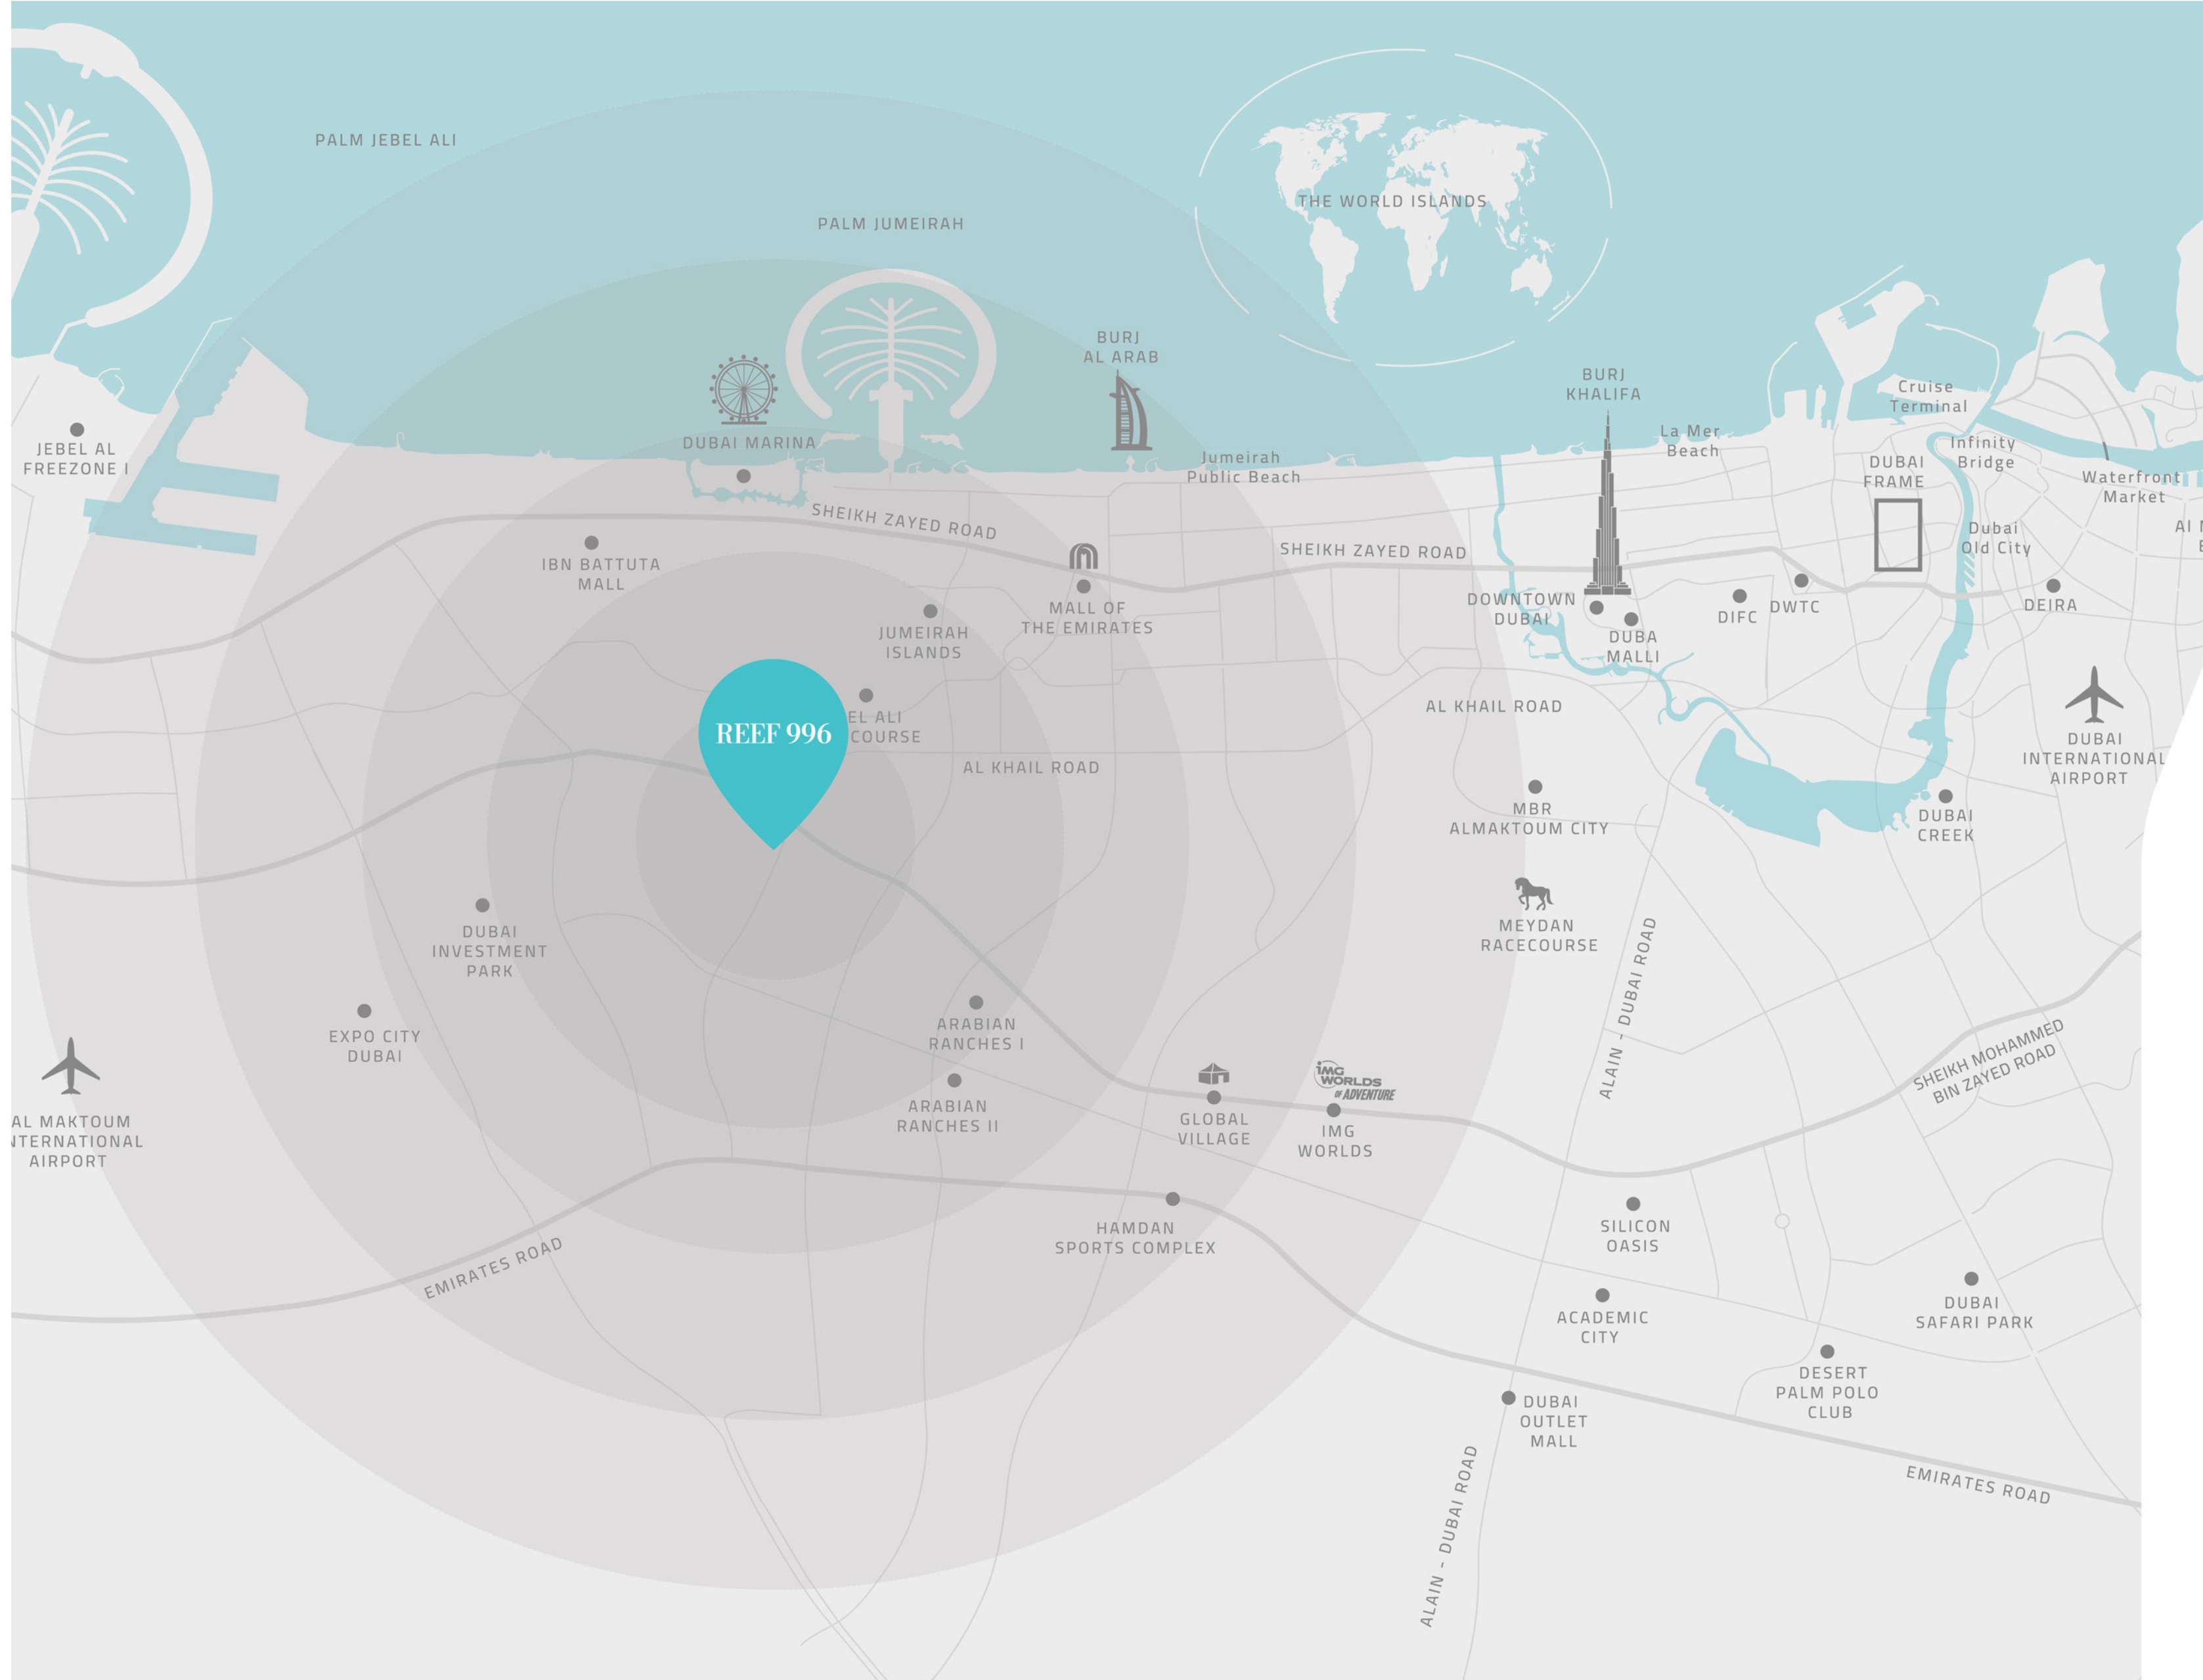 PALM JEBEL ALI
PALM JUMEIRAH
THE WORLD ISLANDS
BURJ
AL ARAB
BURJ
KHALIFA
Cruise
Terminal
La Mer
Beach
Infinity
Bridge
JEBEL AL
FREEZONE I
DUBAI MARINA
Jumeirah
Public Beach
DUBAI
FRAME
Waterfront
Market
SHEIKH ZAYED ROAD
SHEIKH ZAYED ROAD
Dubai
Old City
Al
IBN BATTUTA
MALL
JUMEIRAH
ISLANDS
MALL OF
THE EMIRATES
DOWNTOWN
DUBAI
DUBA
MALLI
DIFC
DWTC
DEIRA
REEF 996
EL ALI
COURSE
AL KHAIL ROAD
AL KHAIL ROAD
DUBAI
INTERNATIONAL
AIRPORT
MBR
ALMAKTOUM CITY
DUBAI
CREEK
DUBAI
INVESTMENT
PARK
MEYDAN
RACECOURSE
ALAIN - DUBAI ROAD
EXPO CITY
DUBAI
ARABIAN
RANCHES I
SHEIKH MOHAMMED
BIN ZAYED ROAD
AL MAKTOUM
NTERNATIONAL
AIRPORT
ARABIAN
RANCHES II
GLOBAL
VILLAGE
IMG
WORLDS
OF ADVENTURE
IMG
WORLDS
HAMDAN
SPORTS COMPLEX
SILICON
OASIS
EMIRATES ROAD
ACADEMIC
CITY
DUBAI
SAFARI PARK
DESERT
PALM POLO
CLUB
DUBAI
OUTLET
MALL
ALAIN - DUBAI ROAD
EMIRATES ROAD